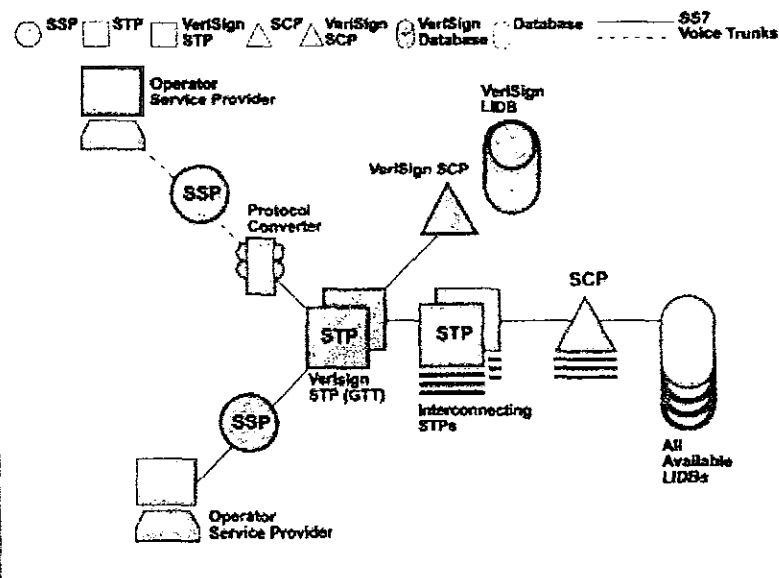 SSP STP VeriSign STP SCP VeriSign SCP VeriSign Database Database SS7 Voice Trunks
Operator
Service Provider
VeriSign
LIDB
VeriSign SCP
SSP
Protocol
Converter
SCP
STP
STP
Verisign
STP (GTT)
Interconnecting
STPs
SSP
All
Available
LIDBs
Operator
Service Provider